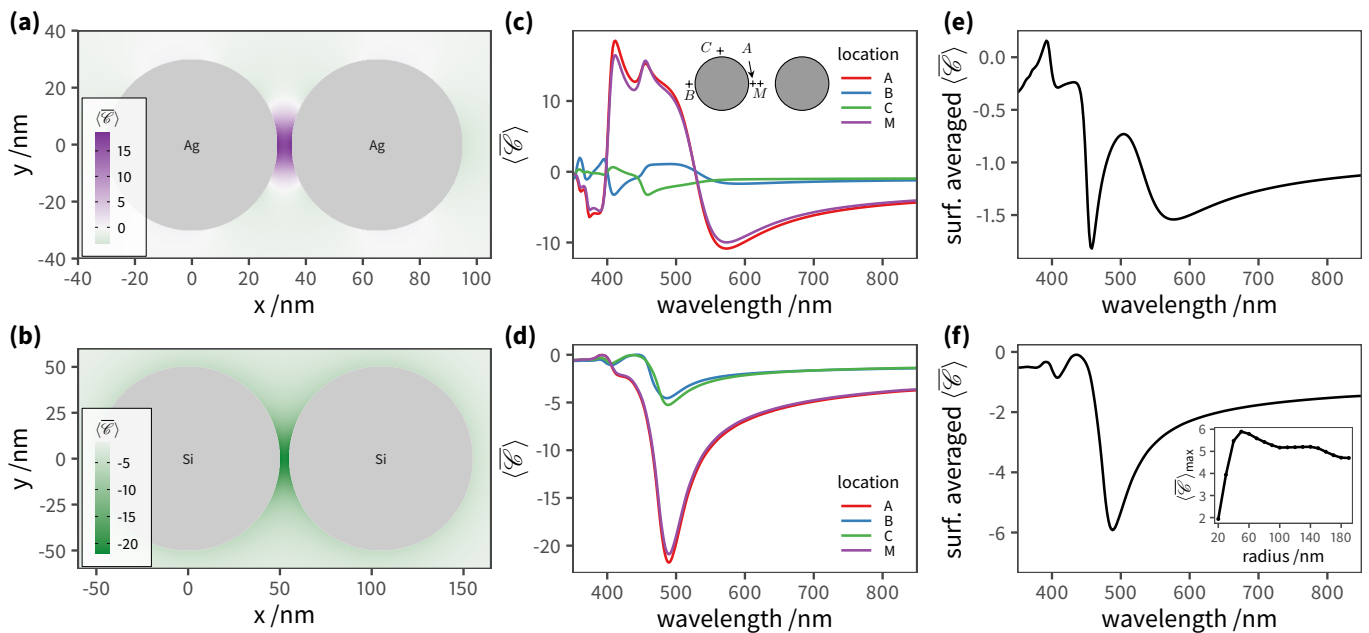 (a)
40
20
0
-20
-40
y /nm
⟨𝒞̅⟩
15
10
5
0
Ag
Ag
-40
-20
0
20
40
60
80
100
x /nm
(b)
50
25
0
-25
-50
y /nm
⟨𝒞̅⟩
-5
-10
-15
-20
Si
Si
-50
0
50
100
150
x /nm
(c)
10
0
-10
⟨𝒞̅⟩
C
A
B
M
location
A
B
C
M
400
500
600
700
800
wavelength /nm
(d)
0
-5
-10
-15
-20
⟨𝒞̅⟩
location
A
B
C
M
400
500
600
700
800
wavelength /nm
(e)
0.0
-0.5
-1.0
-1.5
surf. averaged ⟨𝒞̅⟩
400
500
600
700
800
wavelength /nm
(f)
0
-2
-4
-6
surf. averaged ⟨𝒞̅⟩
6
5
4
3
2
⟨𝒞̅⟩max
20
60
100
140
180
radius /nm
400
500
600
700
800
wavelength /nm